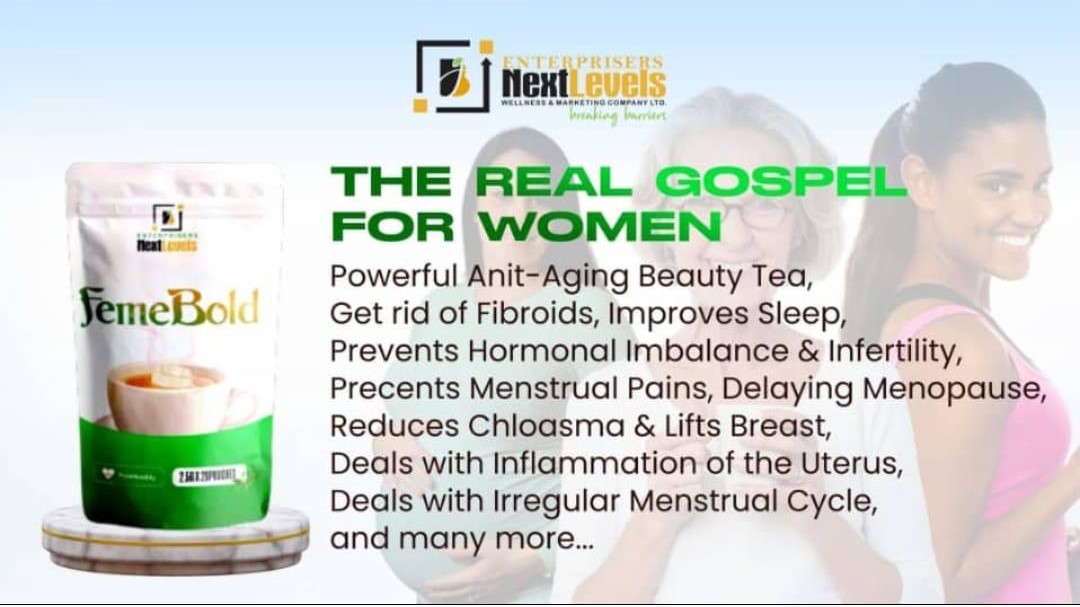 ENTERPRISERS
NextLevels
WELLNESS & MARKETING COMPANY LTD.
breaking barriers
THE REAL GOSPEL
FOR WOMEN
Powerful Anit-Aging Beauty Tea,
Get rid of Fibroids, Improves Sleep,
Prevents Hormonal Imbalance & Infertility,
Precents Menstrual Pains, Delaying Menopause,
Reduces Chloasma & Lifts Breast,
Deals with Inflammation of the Uterus,
Deals with Irregular Menstrual Cycle,
and many more...
ENTERPRISERS
NextLevels
FemeBold